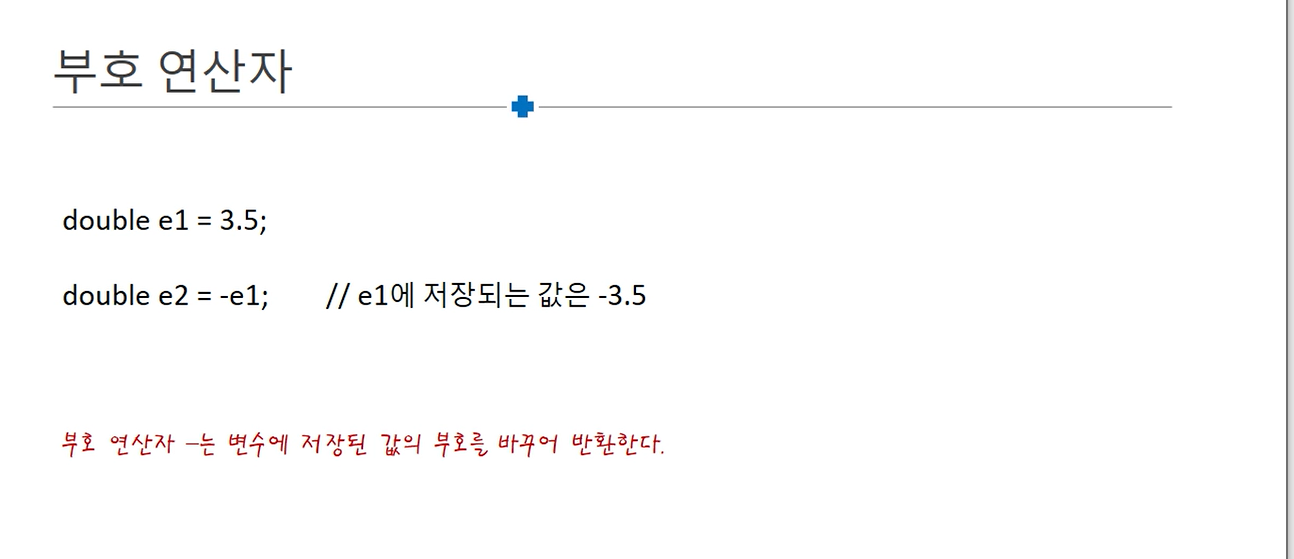 부호 연산자
double e1 = 3.5;
double e2 = -e1; // e1에 저장되는 값은 -3.5
부호 연산자 –는 변수에 저장된 값의 부호를 바꾸어 반환한다.